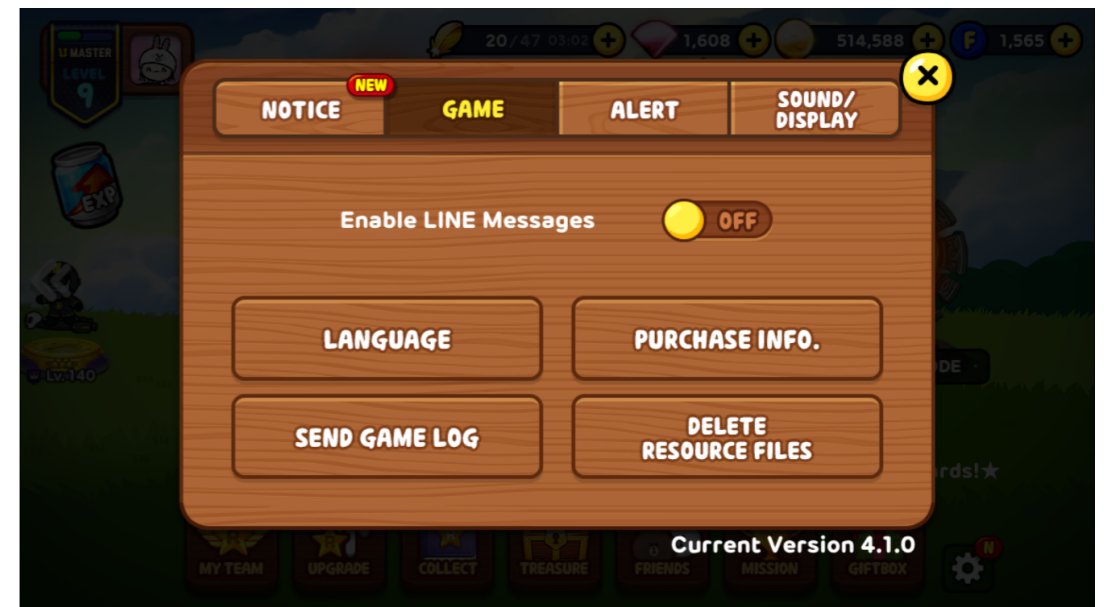 U MASTER
LEVEL
9
20/47 03:02
1,608
514,588
F 1,565
NOTICE
NEW
GAME
ALERT
SOUND/
DISPLAY
EXP
Enable LINE Messages
OFF
LANGUAGE
PURCHASE INFO.
Lv.140
SEND GAME LOG
DELETE
RESOURCE FILES
Current Version 4.1.0
N
MY TEAM
UPGRADE
COLLECT
TREASURE
FRIENDS
MISSION
GIFTBOX